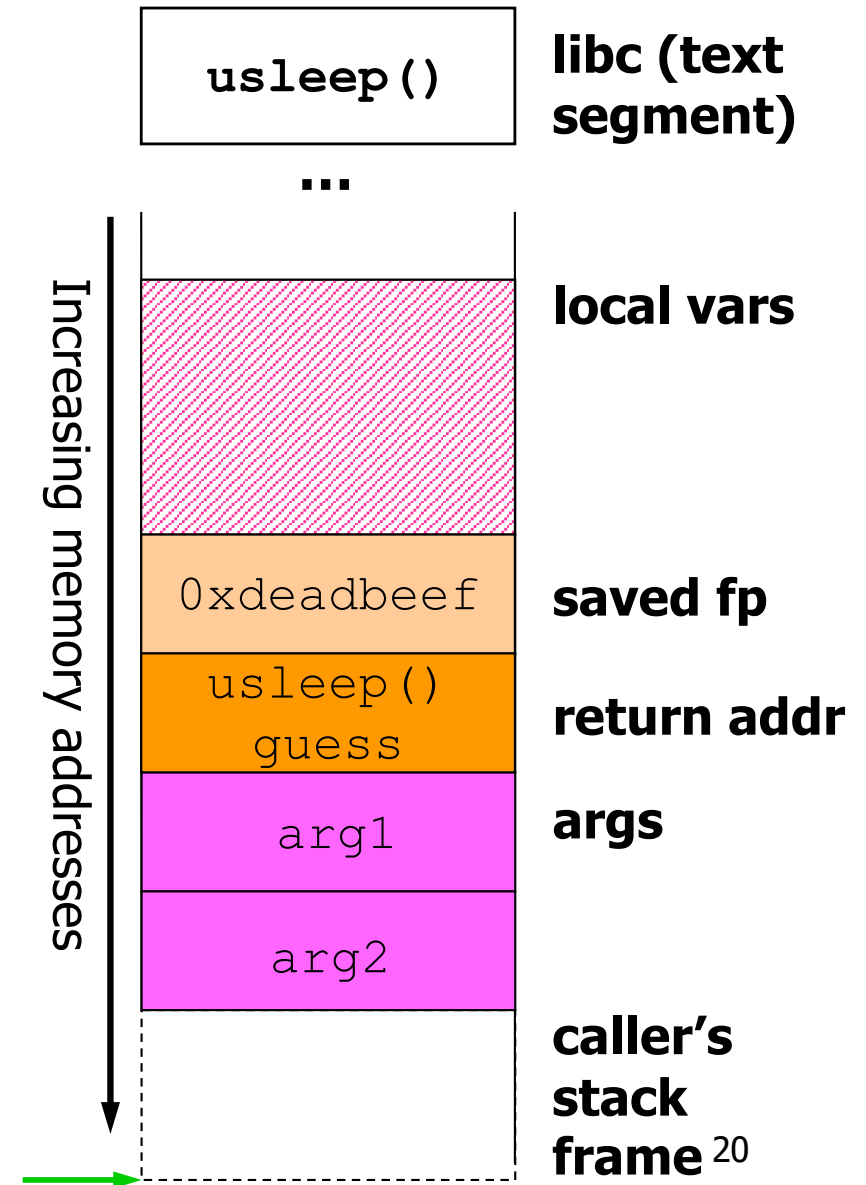 usleep()
libc (text
segment)
...
Increasing memory addresses
local vars
0xdeadbeef
saved fp
usleep()
guess
return addr
arg1
args
arg2
caller’s
stack
frame 20